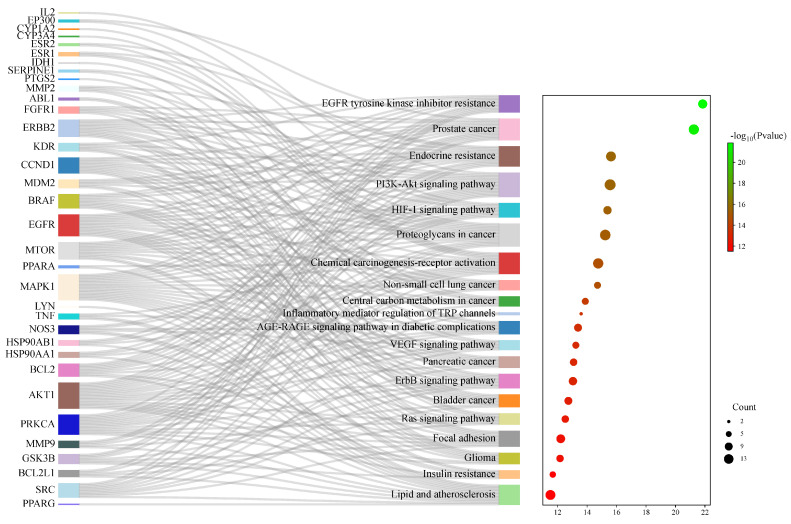 IL2
EP300
CYP1A2
CYP3A4
ESR2
ESR1
IDH1
SERPINE1
PTGS2
MMP2
ABL1
FGFR1
ERBB2
KDR
CCND1
MDM2
BRAF
EGFR
MTOR
PPARA
MAPK1
LYN
TNF
NOS3
HSP90AB1
HSP90AA1
BCL2
AKT1
PRKCA
MMP9
GSK3B
BCL2L1
SRC
PPARG
EGFR tyrosine kinase inhibitor resistance
Prostate cancer
Endocrine resistance
PI3K-Akt signaling pathway
HIF-1 signaling pathway
Proteoglycans in cancer
Chemical carcinogenesis-receptor activation
Non-small cell lung cancer
Central carbon metabolism in cancer
Inflammatory mediator regulation of TRP channels
AGE-RAGE signaling pathway in diabetic complications
VEGF signaling pathway
Pancreatic cancer
ErbB signaling pathway
Bladder cancer
Ras signaling pathway
Focal adhesion
Glioma
Insulin resistance
Lipid and atherosclerosis
12 14 16 18 20 22
-log10(Pvalue)
20
18
16
14
12
Count
2
5
9
13